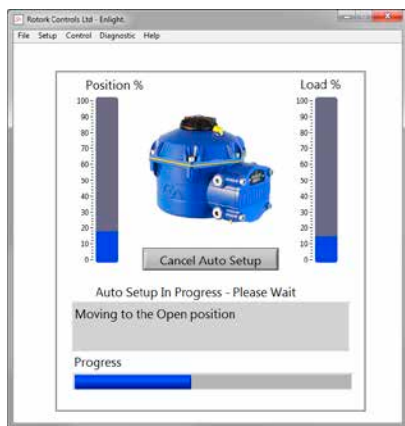 Rotork Controls Ltd - Enlight.
File Setup Control Diagnostic Help
Position % Load %
100 100
90 90
80 80
70 70
60 60
50 50
40 40
30 30
20 20
10 10
0 0
Cancel Auto Setup
Auto Setup In Progress - Please Wait
Moving to the Open position
Progress